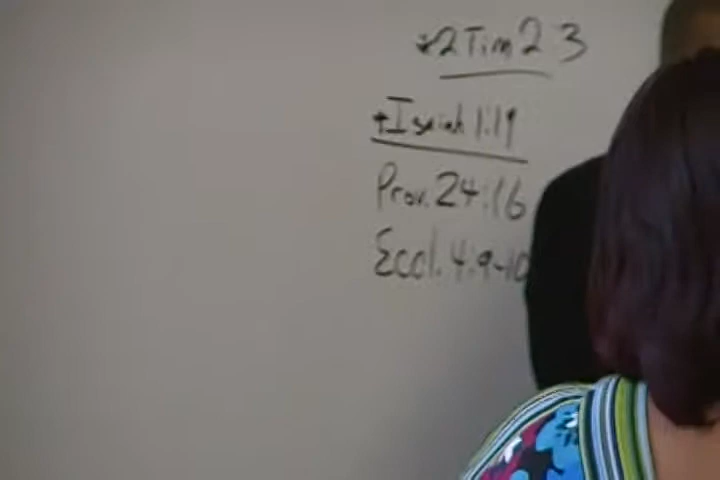 *2 Tim 2 3
+Isaiah 1:19
Prov. 24:16
Eccl. 4:9-10